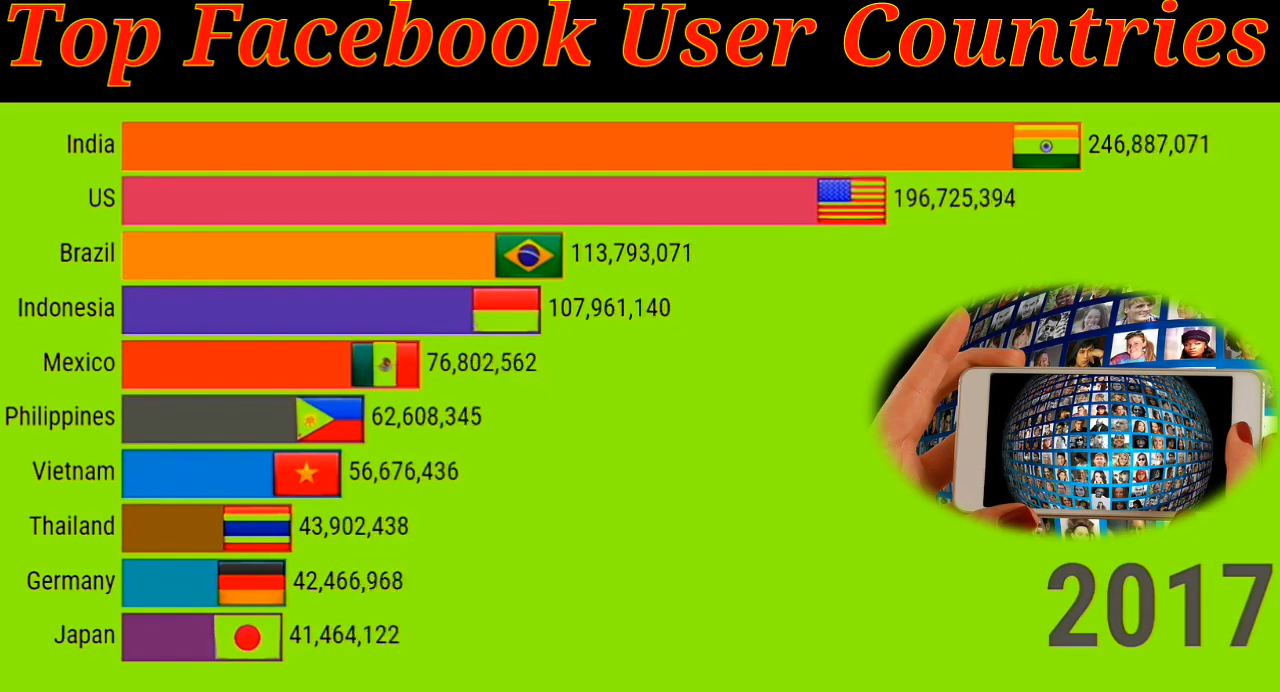 Top Facebook User Countries
India 246,887,071
US 196,725,394
Brazil 113,793,071
Indonesia 107,961,140
Mexico 76,802,562
Philippines 62,608,345
Vietnam 56,676,436
Thailand 43,902,438
Germany 42,466,968
Japan 41,464,122
2017